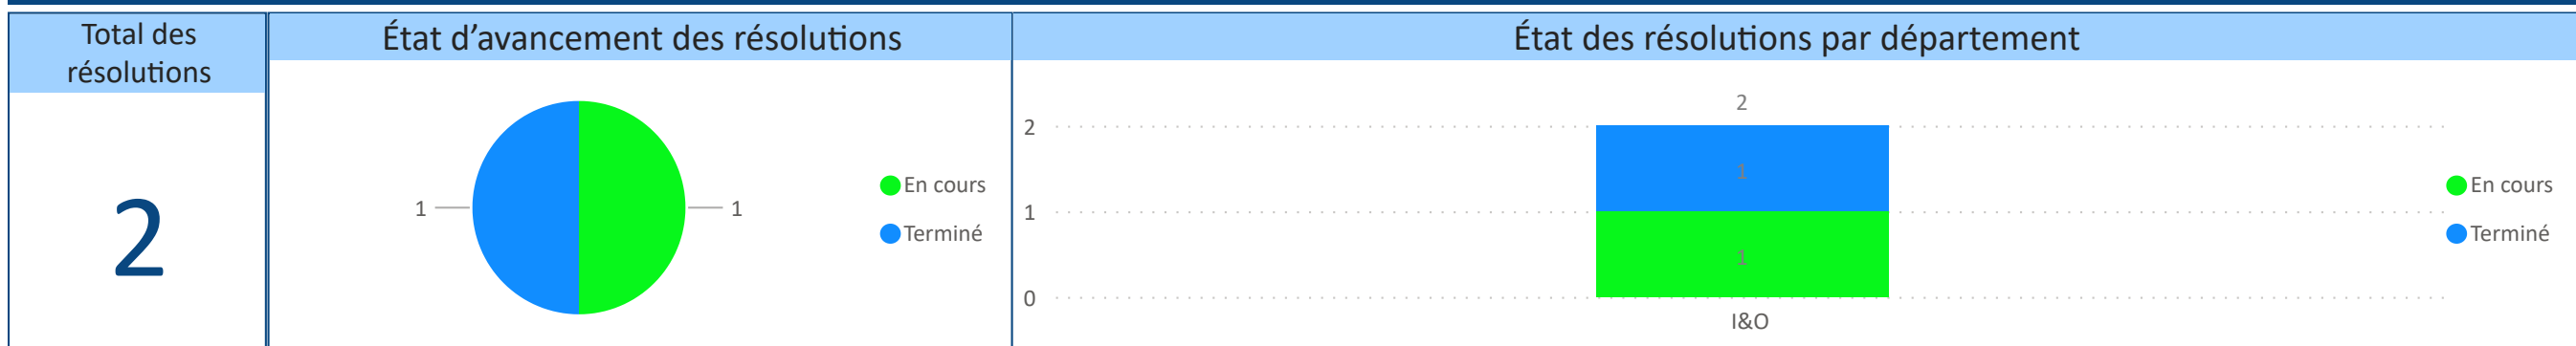 Total des
résolutions
2
État d'avancement des résolutions
1
1
En cours
Terminé
État des résolutions par département
2
2
1
1
1
0
I&O
En cours
Terminé